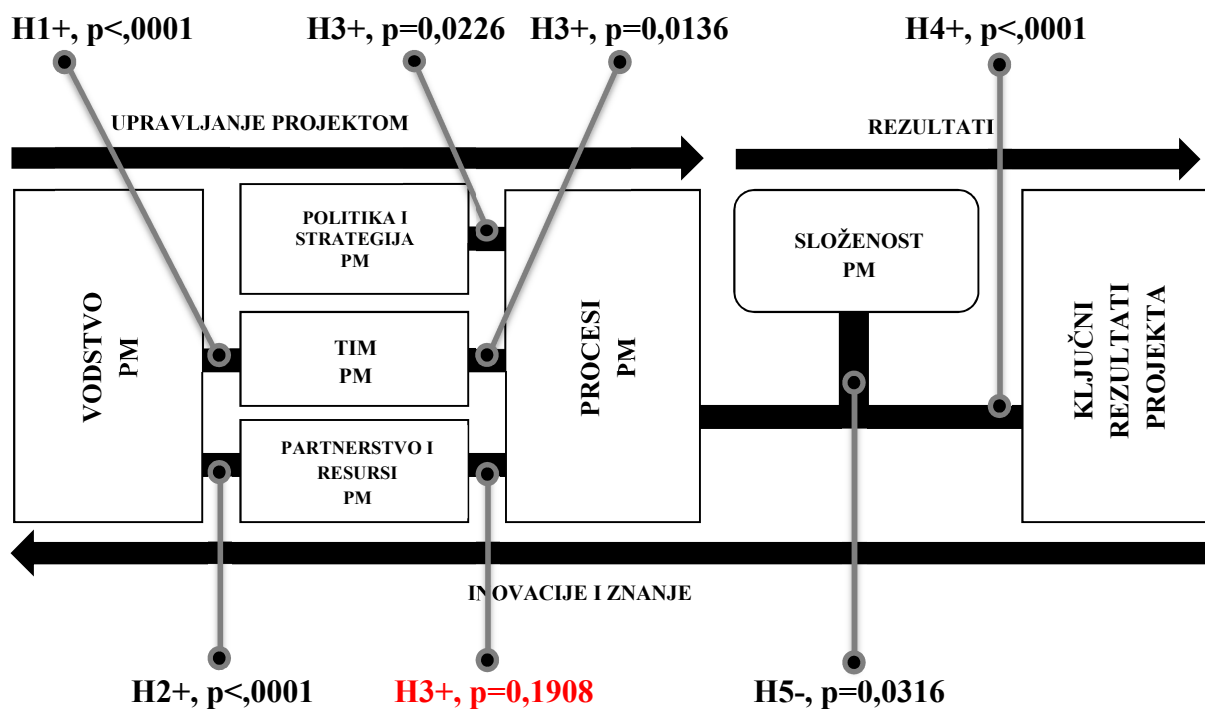 H1+, p<,0001
H3+, p=0,0226
H3+, p=0,0136
H4+, p<,0001
UPRAVLJANJE PROJEKTOM
REZULTATI
VODSTVO
PM
POLITIKA I
STRATEGIJA
PM
TIM
PM
PARTNERSTVO I
RESURSI
PM
PROCESI
PM
SLOŽENOST
PM
KLJUČNI
REZULTATI
PROJEKTA
INOVACIJE I ZNANJE
H2+, p<,0001
H3+, p=0,1908
H5-, p=0,0316